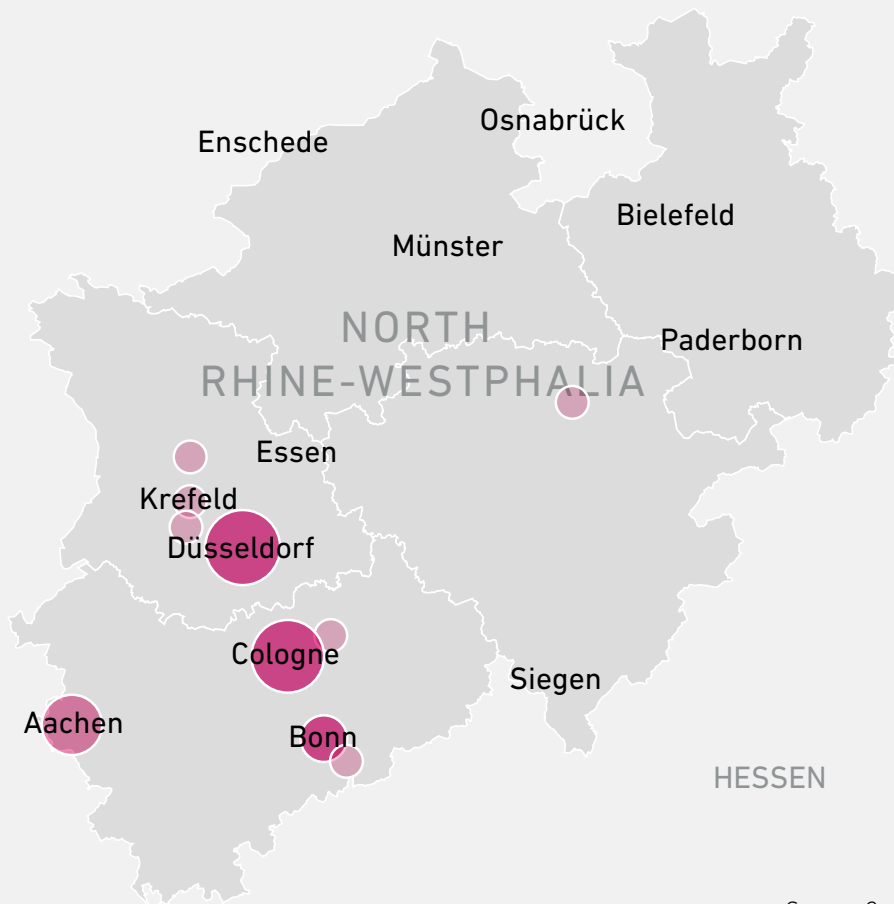 Osnabrück
Enschede
Bielefeld
Münster
NORTH
RHINE-WESTPHALIA
Paderborn
Essen
Krefeld
Düsseldorf
Cologne
Siegen
Aachen
Bonn
HESSEN